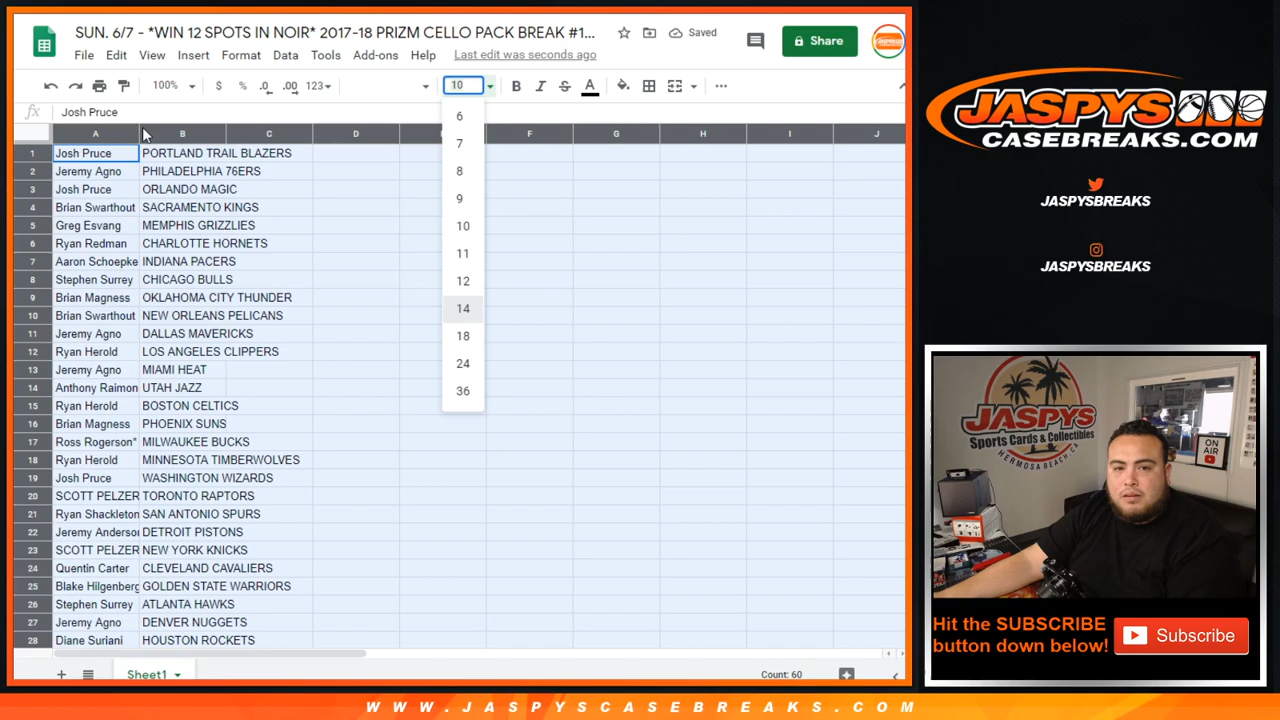 SUN. 6/7 - *WIN 12 SPOTS IN NOIR* 2017-18 PRIZM CELLO PACK BREAK #1...
Saved
Share
File Edit View Insert Format Data Tools Add-ons Help Last edit was seconds ago
100% $ % .0 .00 123 10 B I S A
fx Josh Pruce
A B C D F G H I J
1 Josh Pruce PORTLAND TRAIL BLAZERS
2 Jeremy Agno PHILADELPHIA 76ERS
3 Josh Pruce ORLANDO MAGIC
4 Brian Swarthout SACRAMENTO KINGS
5 Greg Esvang MEMPHIS GRIZZLIES
6 Ryan Redman CHARLOTTE HORNETS
7 Aaron Schoepke INDIANA PACERS
8 Stephen Surrey CHICAGO BULLS
9 Brian Magness OKLAHOMA CITY THUNDER
10 Brian Swarthout NEW ORLEANS PELICANS
11 Jeremy Agno DALLAS MAVERICKS
12 Ryan Herold LOS ANGELES CLIPPERS
13 Jeremy Agno MIAMI HEAT
14 Anthony Raimon UTAH JAZZ
15 Ryan Herold BOSTON CELTICS
16 Brian Magness PHOENIX SUNS
17 Ross Rogerson* MILWAUKEE BUCKS
18 Ryan Herold MINNESOTA TIMBERWOLVES
19 Josh Pruce WASHINGTON WIZARDS
20 SCOTT PELZER TORONTO RAPTORS
21 Ryan Shackleton SAN ANTONIO SPURS
22 Jeremy Anderson DETROIT PISTONS
23 SCOTT PELZER NEW YORK KNICKS
24 Quentin Carter CLEVELAND CAVALIERS
25 Blake Hilgenberg GOLDEN STATE WARRIORS
26 Stephen Surrey ATLANTA HAWKS
27 Jeremy Agno DENVER NUGGETS
28 Diane Suriani HOUSTON ROCKETS
6
7
8
9
10
11
12
14
18
24
36
Sheet1
Count: 60
JASPYS
CASEBREAKS.COM
JASPYSBREAKS
JASPYSBREAKS
JASPYS
Sports Cards & Collectibles
HERMOSA BEACH, CA
ON
AIR
Hit the SUBSCRIBE
button down below!
Subscribe
WWW.JASPYSCASEBREAKS.COM